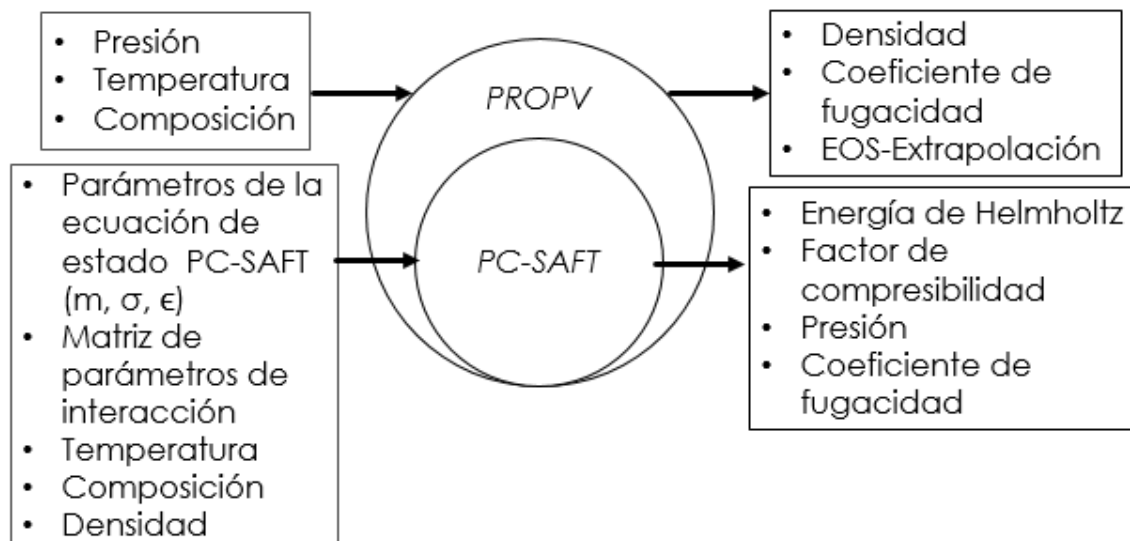 • Presión
• Temperatura
• Composición
• Parámetros de la
ecuación de
estado PC-SAFT
(m, σ, ϵ)
• Matriz de
parámetros de
interacción
• Temperatura
• Composición
• Densidad
PROPV
PC-SAFT
• Densidad
• Coeficiente de
fugacidad
• EOS-Extrapolación
• Energía de Helmholtz
• Factor de
compresibilidad
• Presión
• Coeficiente de
fugacidad